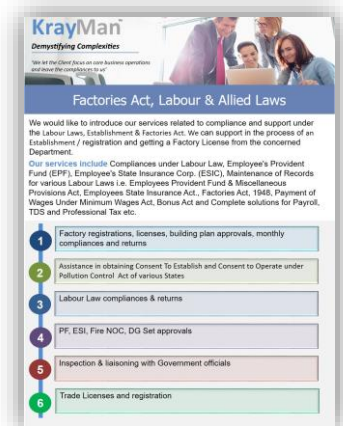 KrayMan
Demystifying Complexities
"We let the Client focus on core business operations
and leave the compliances to us"
Factories Act, Labour & Allied Laws
We would like to introduce our services related to compliance and support under
the Labour Laws, Establishment & Factories Act. We can support in the process of an
Establishment / registration and getting a Factory License from the concerned
Department.
Our services include Compliances under Labour Law, Employee's Provident
Fund (EPF), Employee's State Insurance Corp. (ESIC), Maintenance of Records
for various Labour Laws i.e. Employees Provident Fund & Miscellaneous
Provisions Act, Employees State Insurance Act., Factories Act, 1948, Payment of
Wages Under Minimum Wages Act, Bonus Act and Complete solutions for Payroll,
TDS and Professional Tax etc.
1 Factory registrations, licenses, building plan approvals, monthly
compliances and returns
2 Assistance in obtaining Consent To Establish and Consent to Operate under
Pollution Control Act of various States
3 Labour Law compliances & returns
4 PF, ESI, Fire NOC, DG Set approvals
5 Inspection & liaisoning with Government officials
6 Trade Licenses and registration